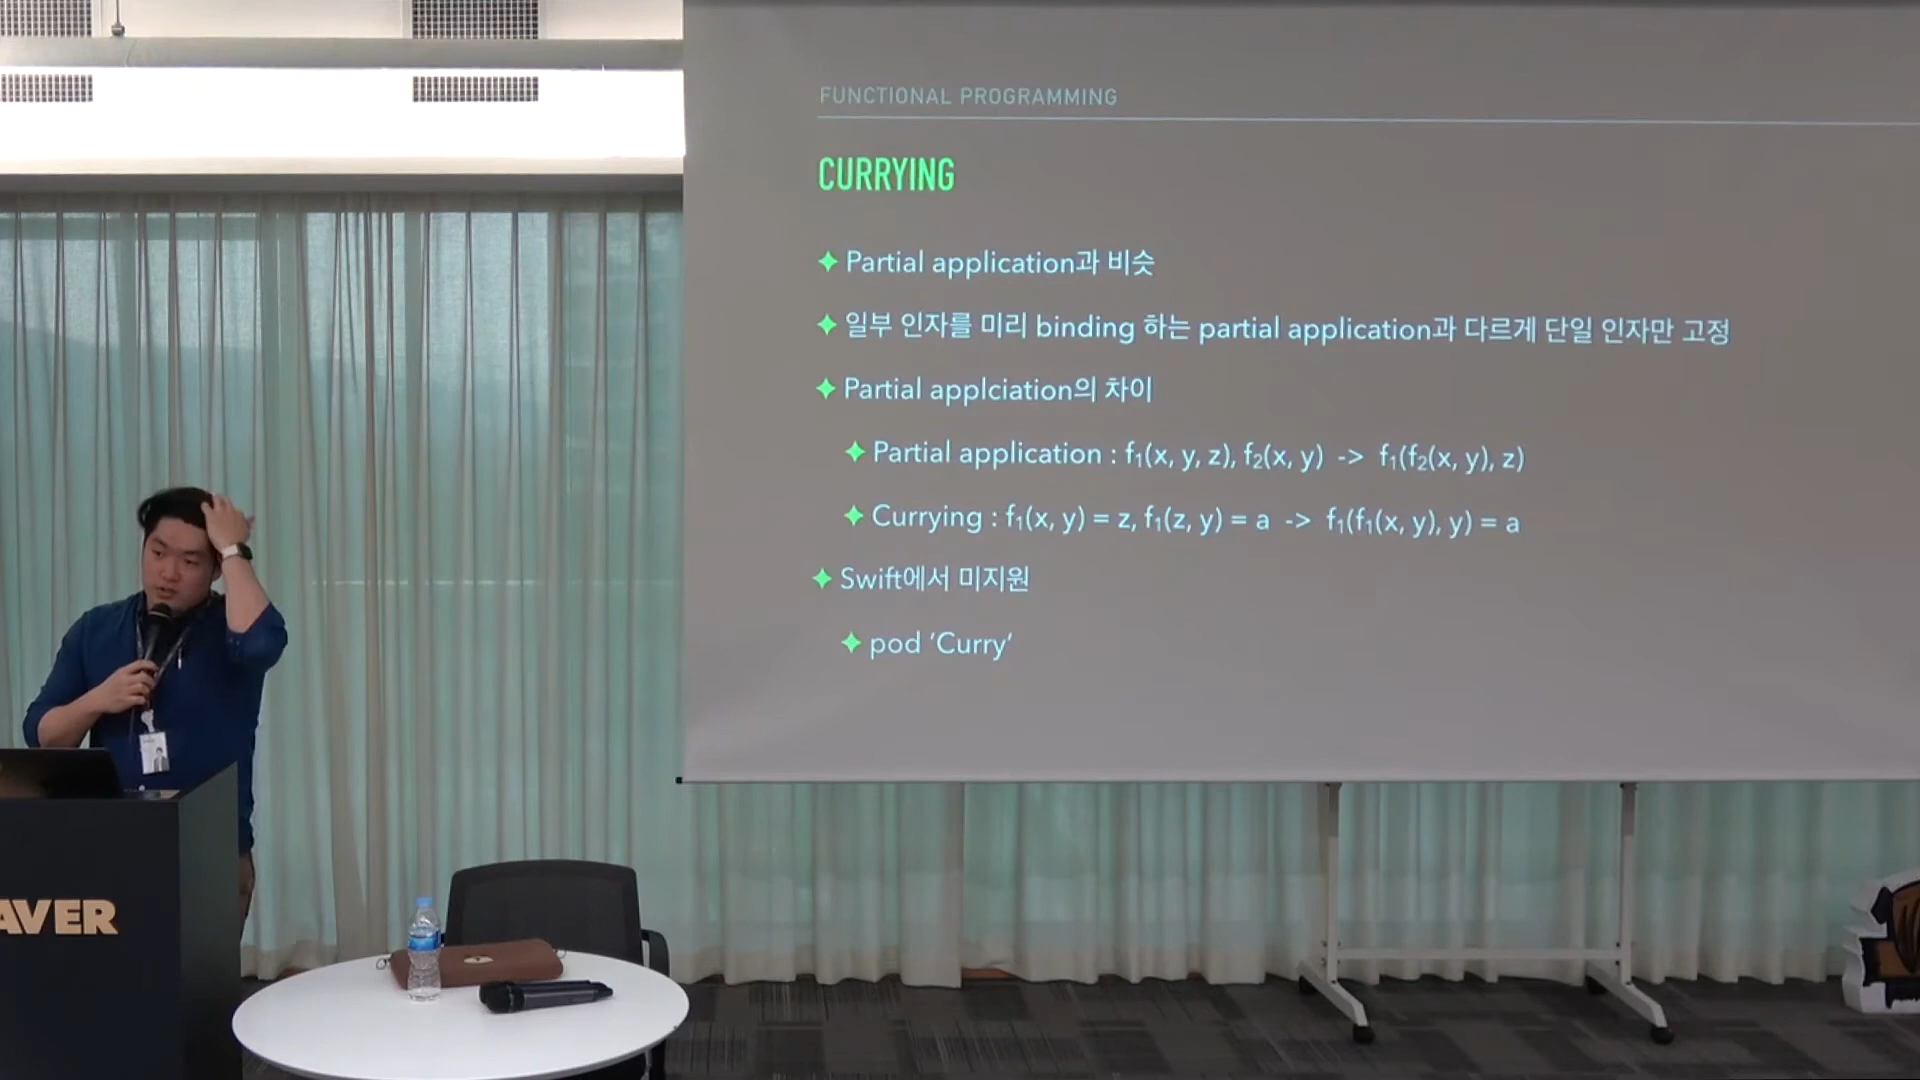 FUNCTIONAL PROGRAMMING
CURRYING
Partial application과 비슷
일부 인자를 미리 binding 하는 partial application과 다르게 단일 인자만 고정
Partial applciation의 차이
Partial application : f₁(x, y, z), f₂(x, y) -> f₁(f₂(x, y), z)
Currying : f₁(x, y) = z, f₁(z, y) = a -> f₁(f₁(x, y), y) = a
Swift에서 미지원
pod ‘Curry’
AVER